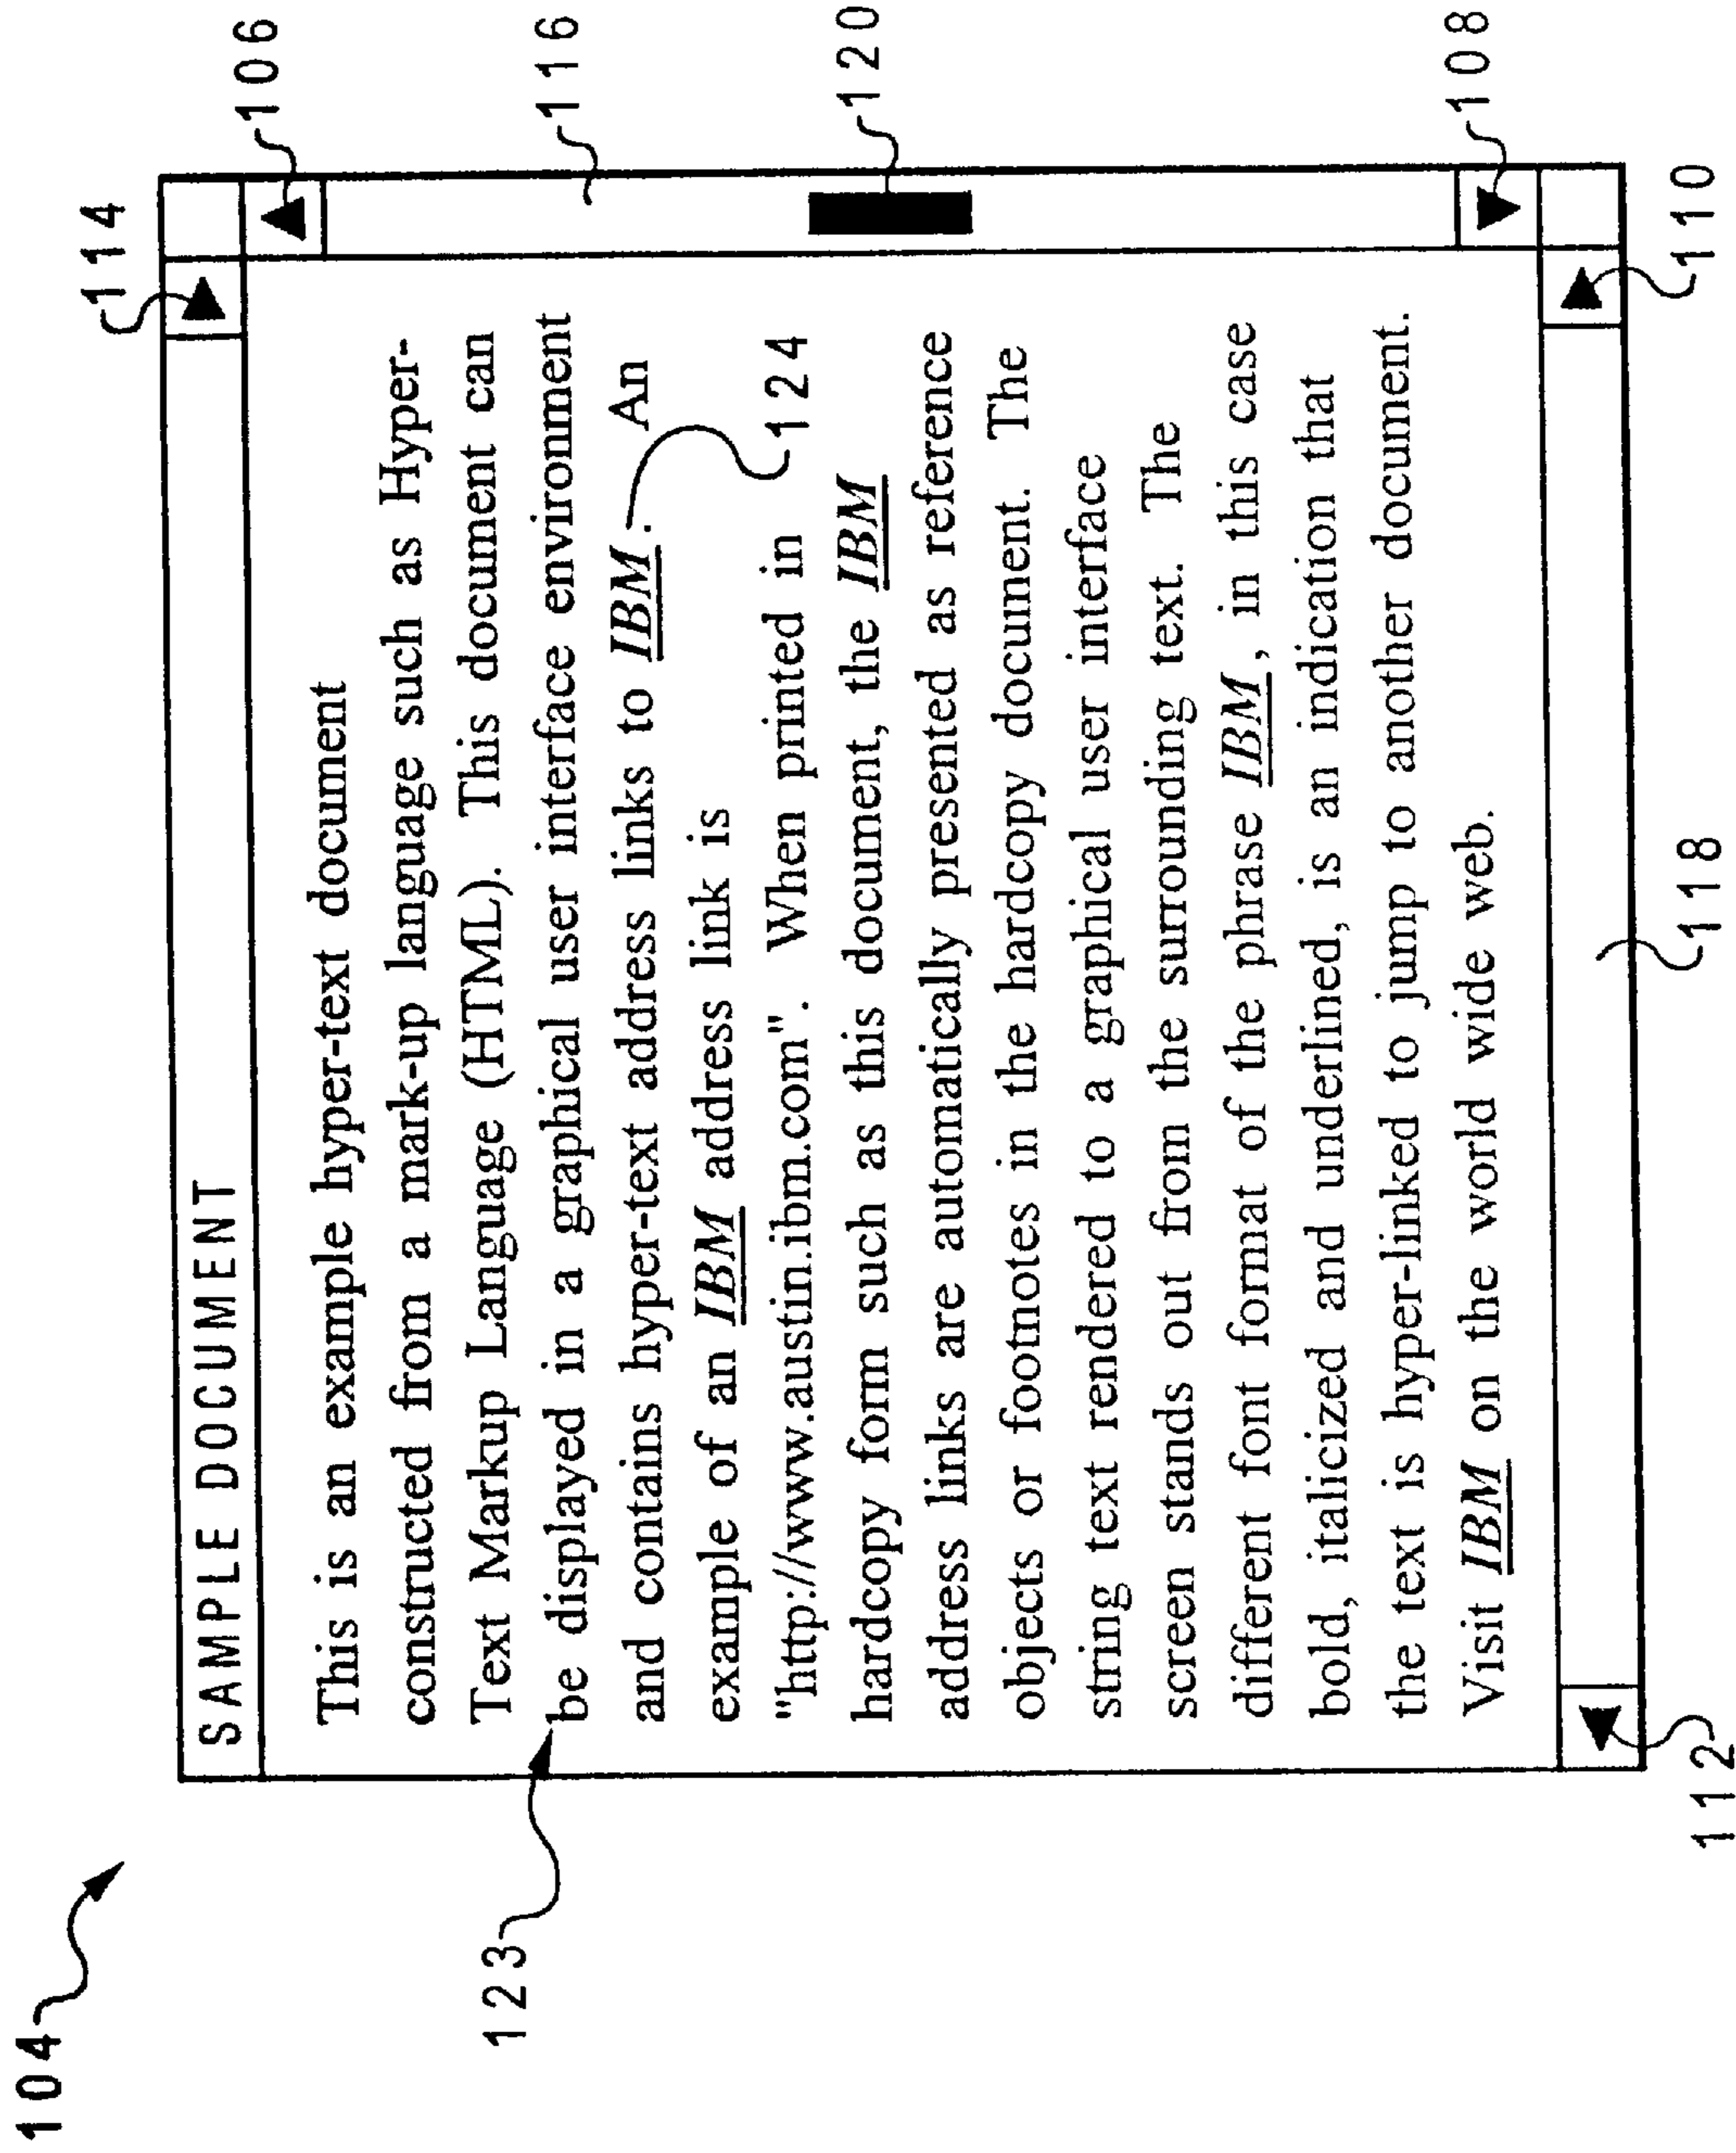 104
114
SAMPLE DOCUMENT
106
This is an example hyper-text document
constructed from a mark-up language such as Hyper-
116
Text Markup Language (HTML). This document can
123
be displayed in a graphical user interface environment
and contains hyper-text address links to IBM. An
example of an IBM address link is
124
"http://www.austin.ibm.com". When printed in
120
hardcopy form such as this document, the IBM
address links are automatically presented as reference
objects or footnotes in the hardcopy document. The
string text rendered to a graphical user interface
screen stands out from the surrounding text. The
different font format of the phrase IBM, in this case
bold, italicized and underlined, is an indication that
the text is hyper-linked to jump to another document.
Visit IBM on the world wide web.
108
112
118
110